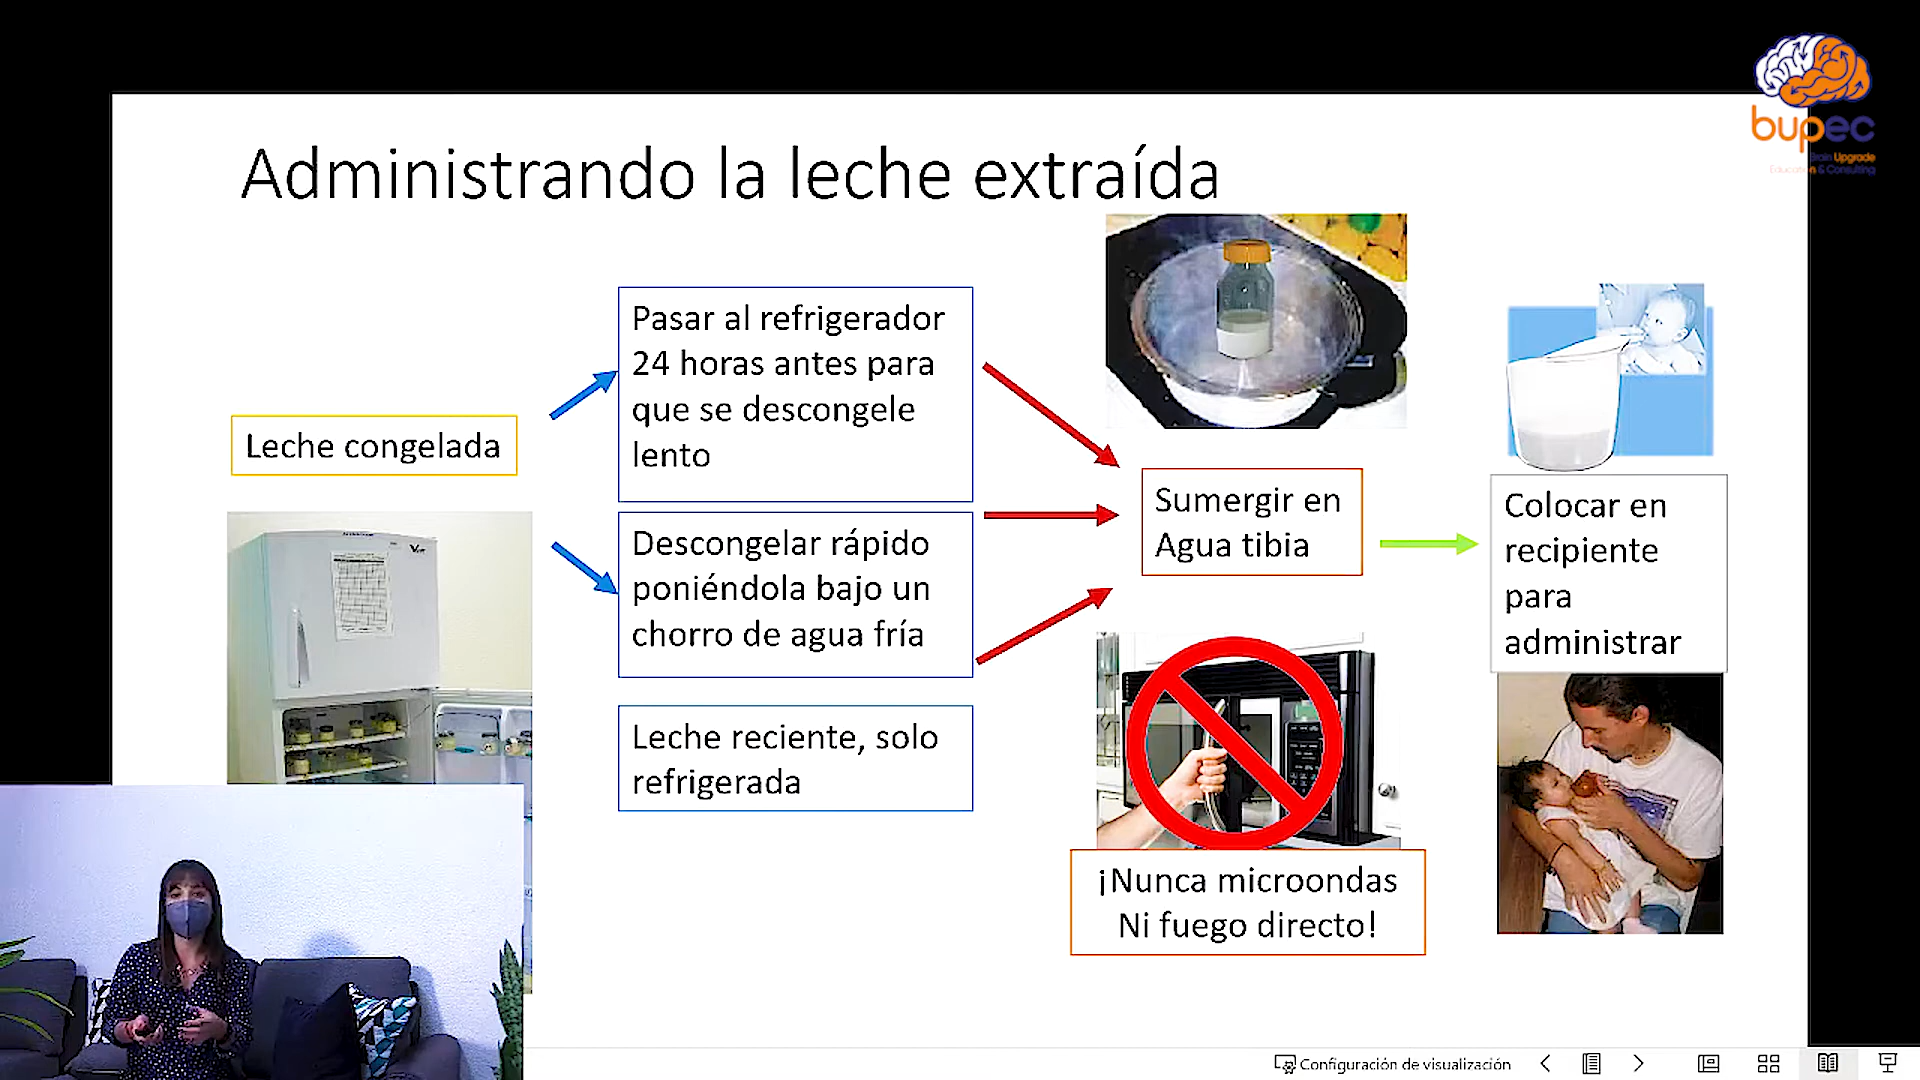 bupec
Brain Upgrade
Education & Consulting
Administrando la leche extraída
Leche congelada
Pasar al refrigerador
24 horas antes para
que se descongele
lento
Descongelar rápido
poniéndola bajo un
chorro de agua fría
Leche reciente, solo
refrigerada
Sumergir en
Agua tibia
¡Nunca microondas
Ni fuego directo!
Colocar en
recipiente
para
administrar
Configuración de visualización